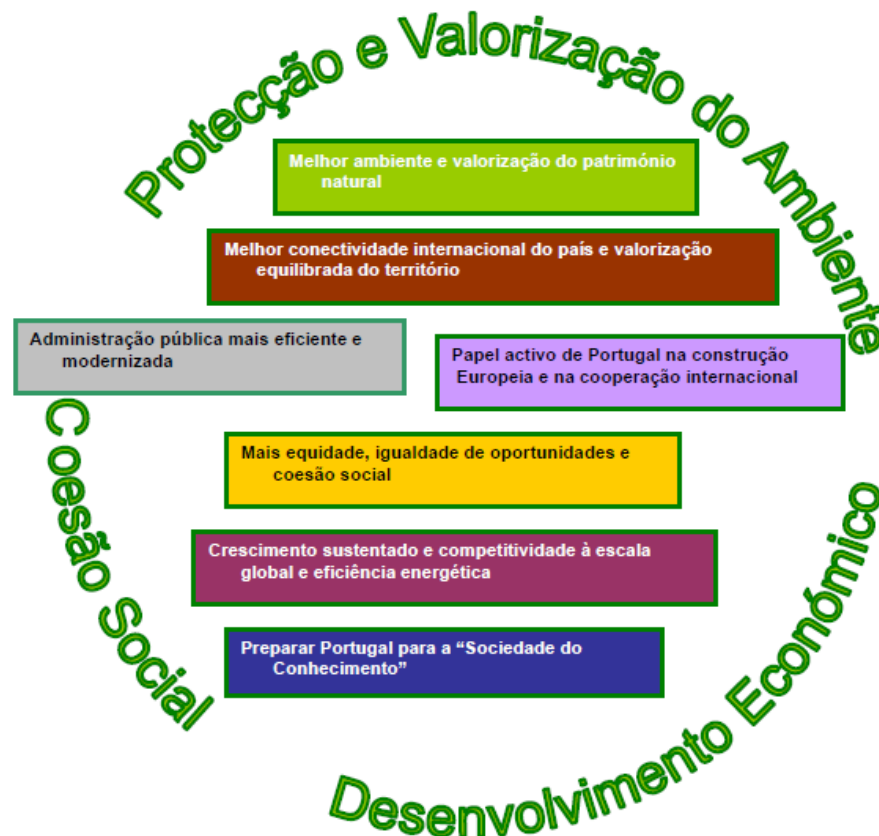 Protecção e Valorização do Ambiente
Melhor ambiente e valorização do património
natural
Melhor conectividade internacional do país e valorização
equilibrada do território
Administração pública mais eficiente e
modernizada
Papel activo de Portugal na construção
Europeia e na cooperação internacional
Mais equidade, igualdade de oportunidades e
coesão social
Crescimento sustentado e competitividade à escala
global e eficiência energética
Preparar Portugal para a “Sociedade do
Conhecimento”
Coesão Social
Desenvolvimento Económico